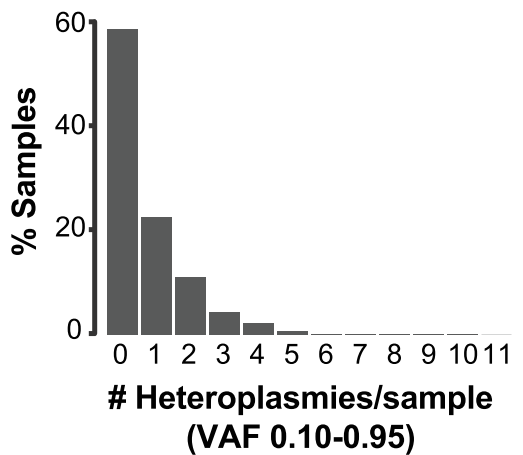 60
40
20
0
% Samples
0 1 2 3 4 5 6 7 8 9 10 11
# Heteroplasmies/sample
(VAF 0.10-0.95)